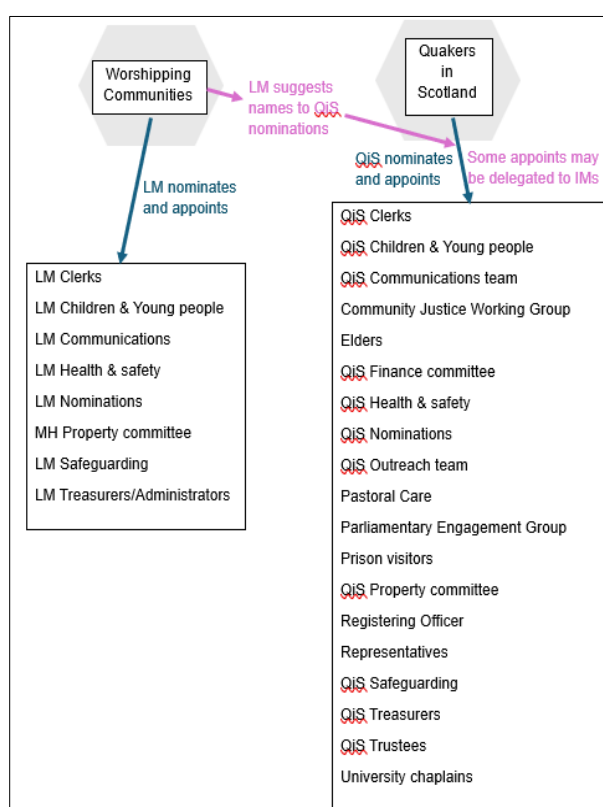 Worshipping
Communities
LM suggests
names to QiS
nominations
Quakers
in
Scotland
LM nominates
and appoints
QiS nominates
and appoints
Some appoints may
be delegated to IMs
LM Clerks
LM Children & Young people
LM Communications
LM Health & safety
LM Nominations
MH Property committee
LM Safeguarding
LM Treasurers/Administrators
QiS Clerks
QiS Children & Young people
QiS Communications team
Community Justice Working Group
Elders
QiS Finance committee
QiS Health & safety
QiS Nominations
QiS Outreach team
Pastoral Care
Parliamentary Engagement Group
Prison visitors
QiS Property committee
Registering Officer
Representatives
QiS Safeguarding
QiS Treasurers
QiS Trustees
University chaplains